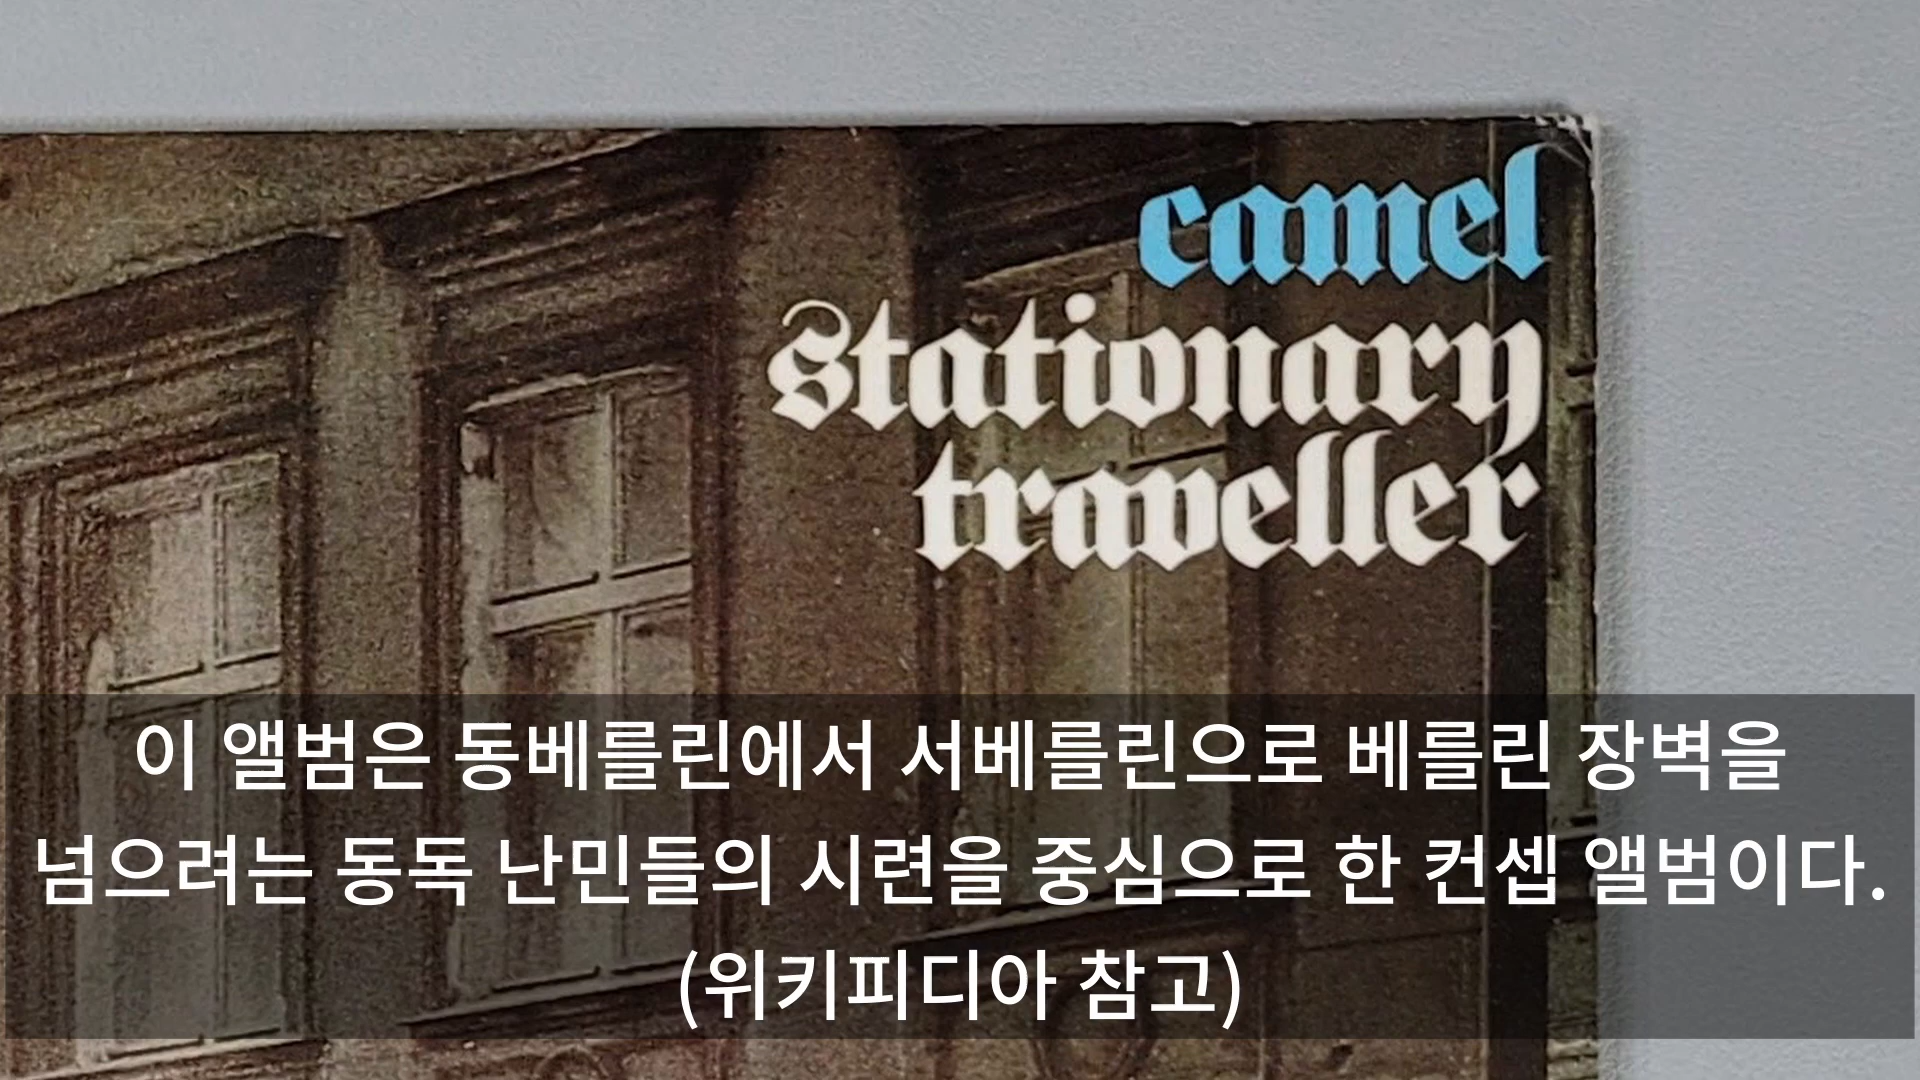 camel
stationary
traveller
이 앨범은 동베를린에서 서베를린으로 베를린 장벽을
넘으려는 동독 난민들의 시련을 중심으로 한 컨셉 앨범이다.
(위키피디아 참고)